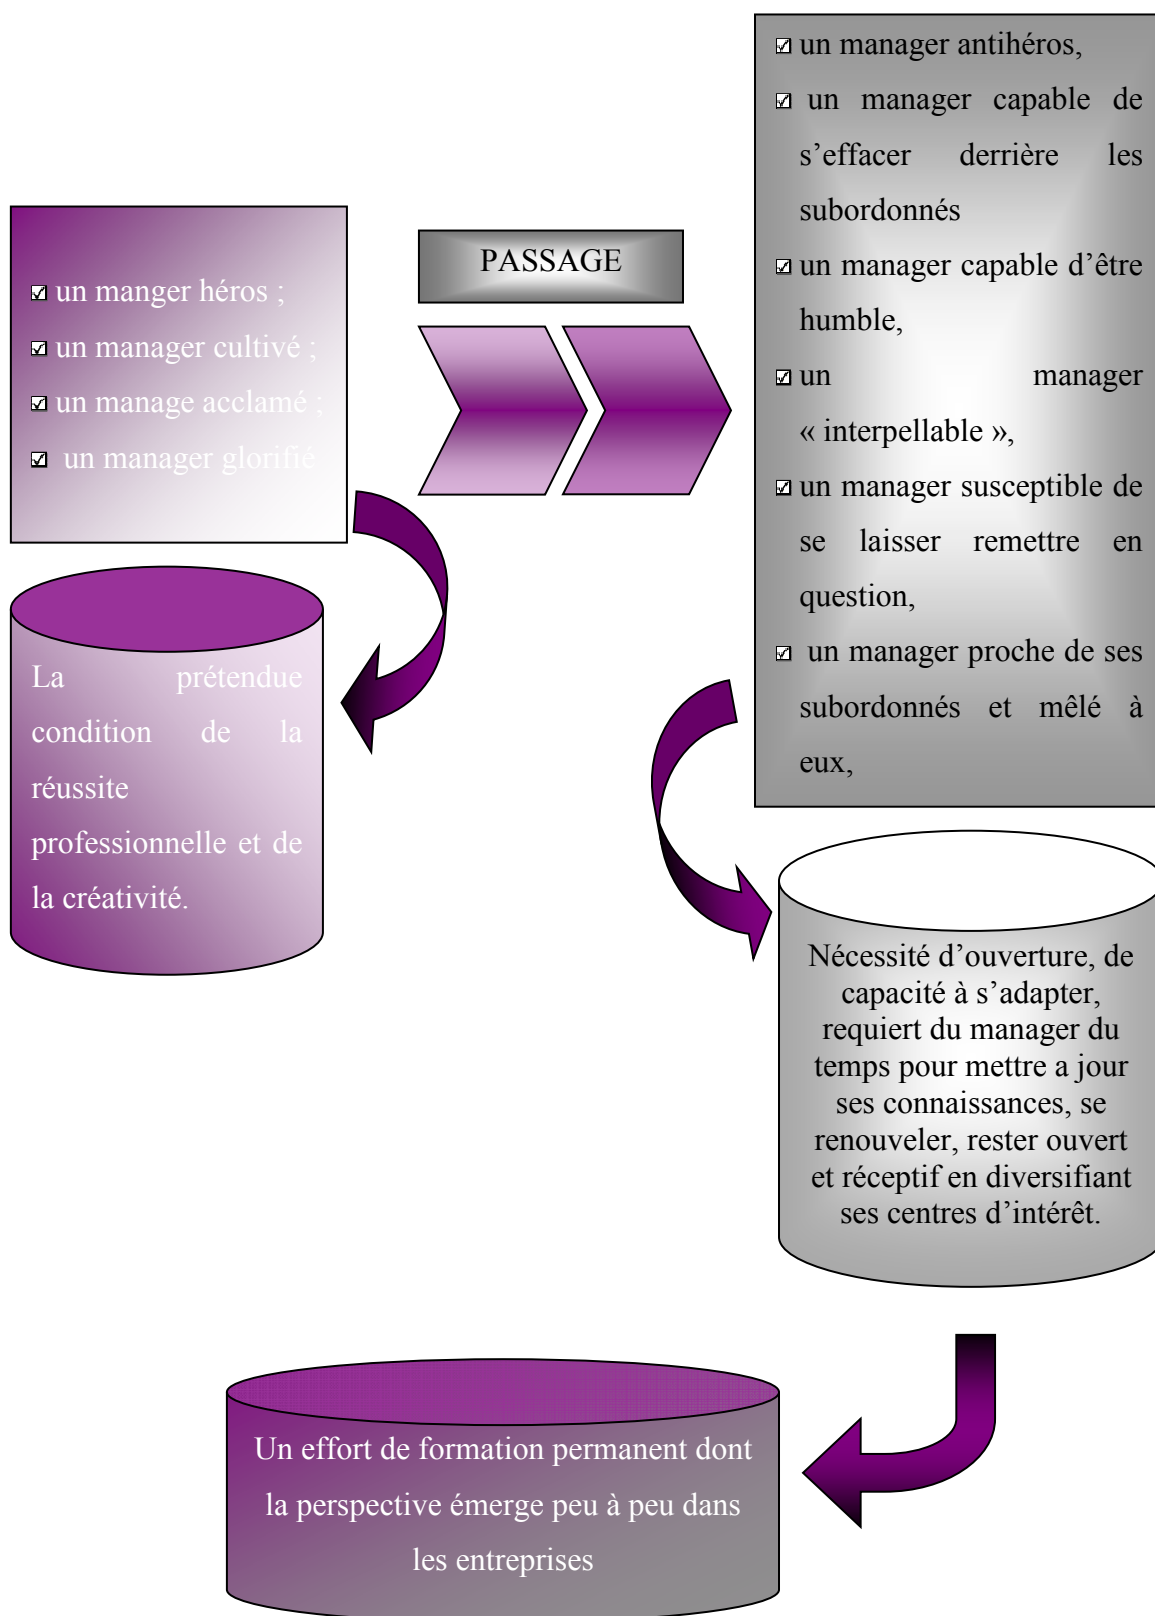 un manger héros ;
un manager cultivé ;
un manage acclamé ;
un manager glorifié
La prétendue
condition de la
réussite
professionnelle et de
la créativité.
PASSAGE
un manager antihéros,
un manager capable de
s’effacer derrière les
subordonnés
un manager capable d’être
humble,
un manager
« interpellable »,
un manager susceptible de
se laisser remettre en
question,
un manager proche de ses
subordonnés et mêlé à
eux,
Nécessité d’ouverture, de
capacité à s’adapter,
requiert du manager du
temps pour mettre a jour
ses connaissances, se
renouveler, rester ouvert
et réceptif en diversifiant
ses centres d’intérêt.
Un effort de formation permanent dont
la perspective émerge peu à peu dans
les entreprises